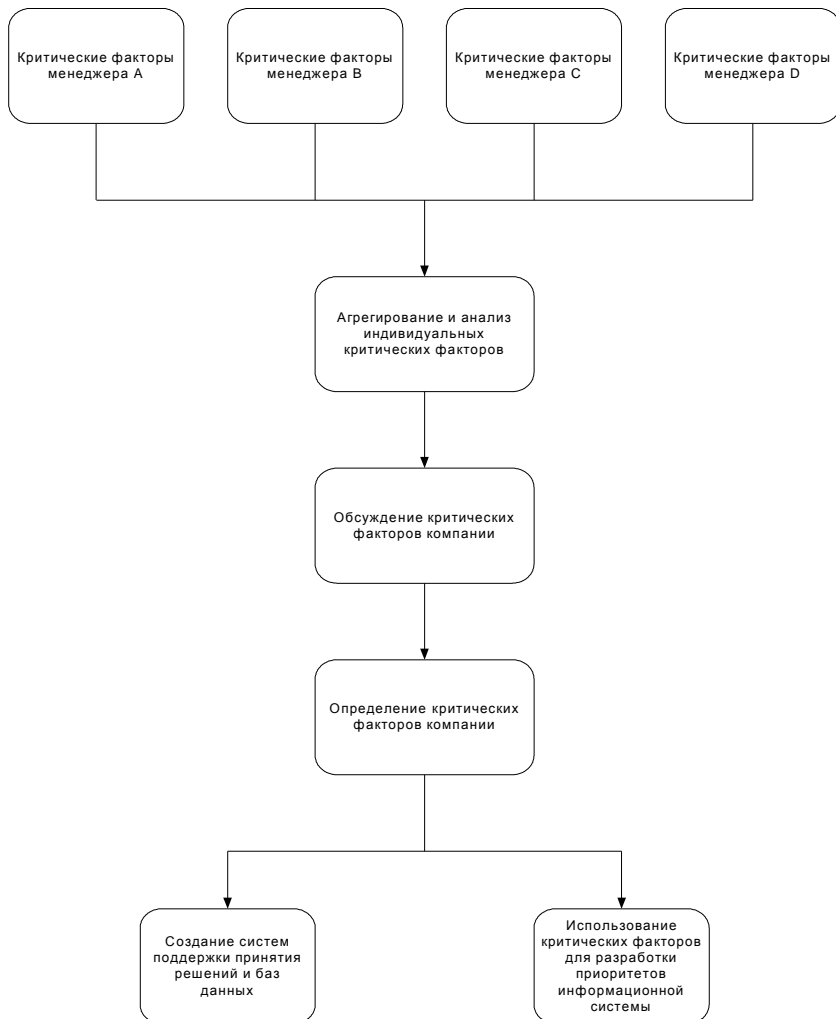 Критические факторы
менеджера A
Критические факторы
менеджера B
Критические факторы
менеджера C
Критические факторы
менеджера D
Агрегирование и анализ
индивидуальных
критических факторов
Обсуждение критических
факторов компании
Определение критических
факторов компании
Создание систем
поддержки принятия
решений и баз
данных
Использование
критических факторов
для разработки
приоритетов
информационной
системы